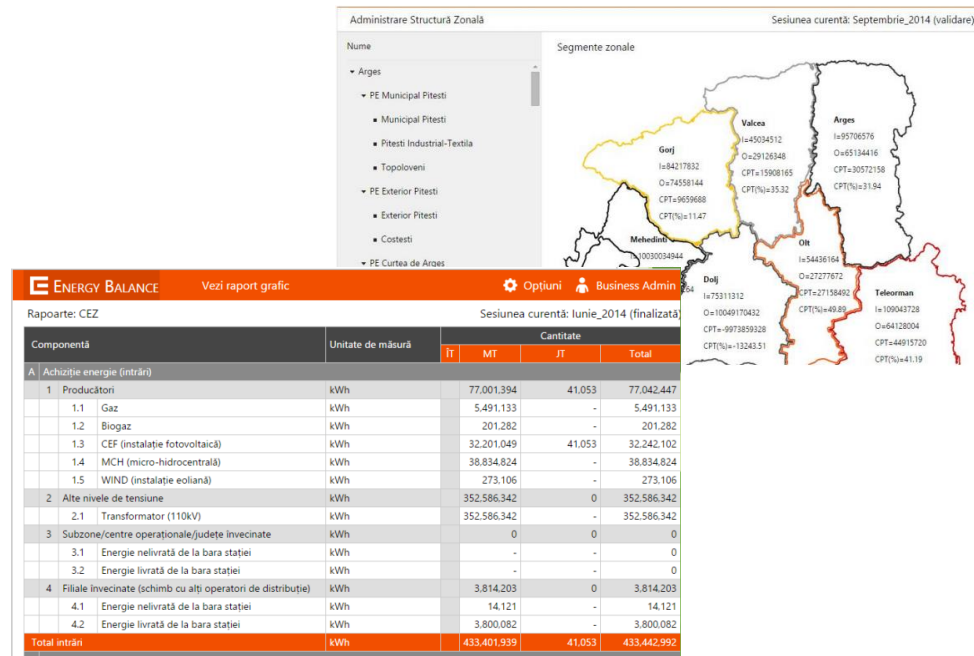 Administrare Structură Zonală
Sesiunea curentă: Septembrie_2014 (validare)
Nume
Arges
PE Municipal Pitesti
Municipal Pitesti
Pitesti Industrial-Textila
Topoloveni
PE Exterior Pitesti
Exterior Pitesti
Costesti
PE Curtea de Arges
Segmente zonale
Gorj
I=84217832
O=74558144
CPT=9659688
CPT(%)=11.47
Valcea
I=45034512
O=29126348
CPT=15908165
CPT(%)=35.32
Arges
I=95706576
O=65134416
CPT=30572158
CPT(%)=31.94
Mehedinti
I=10030034944
Dolj
I=75311312
O=10049170432
CPT=-9973859328
CPT(%)=-13243.51
Olt
I=54436164
O=27277672
CPT=27158492
CPT(%)=49.89
Teleorman
I=109043728
O=64128004
CPT=44915720
CPT(%)=41.19
ENERGY BALANCE Vezi raport grafic Opțiuni Business Admin
Rapoarte: CEZ Sesiunea curentă: Iunie_2014 (finalizată)
Componentă Unitate de măsură Cantitate
ÎT MT JT Total
A Achiziție energie (intrări)
1 Producători kWh 77,001,394 41,053 77,042,447
1.1 Gaz kWh 5,491,133 - 5,491,133
1.2 Biogaz kWh 201,282 - 201,282
1.3 CEF (instalație fotovoltaică) kWh 32,201,049 41,053 32,242,102
1.4 MCH (micro-hidrocentrală) kWh 38,834,824 - 38,834,824
1.5 WIND (instalație eoliană) kWh 273,106 - 273,106
2 Alte nivele de tensiune kWh 352,586,342 0 352,586,342
2.1 Transformator (110kV) kWh 352,586,342 - 352,586,342
3 Subzone/centre operaționale/județe învecinate kWh 0 0 0
3.1 Energie nelivrată de la bara stației kWh - - 0
3.2 Energie livrată de la bara stației kWh - - 0
4 Filiale învecinate (schimb cu alți operatori de distribuție) kWh 3,814,203 0 3,814,203
4.1 Energie nelivrată de la bara stației kWh 14,121 - 14,121
4.2 Energie livrată de la bara stației kWh 3,800,082 - 3,800,082
Total intrări kWh 433,401,939 41,053 433,442,992